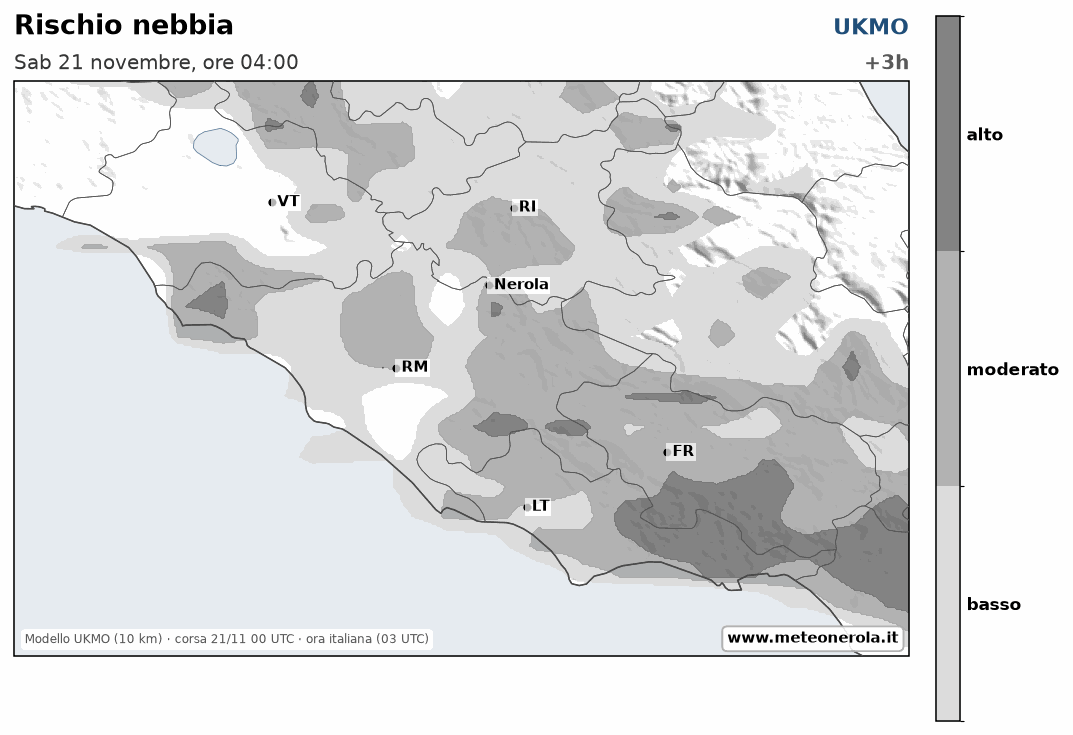 Rischio nebbia
UKMO
Sab 21 novembre, ore 04:00
+3h
alto
VT
RI
Nerola
RM
moderato
FR
LT
basso
Modello UKMO (10 km) · corsa 21/11 00 UTC · ora italiana (03 UTC)
www.meteonerola.it